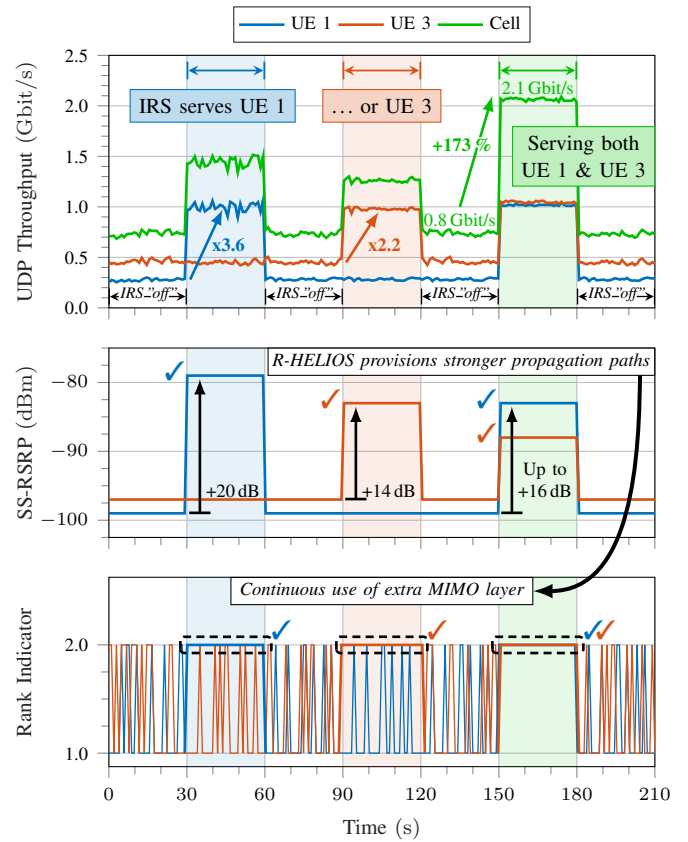 UE 1 UE 3 Cell
UDP Throughput (Gbit/s)
2.5
2.0
1.5
1.0
0.5
0.0
IRS serves UE 1
… or UE 3
2.1 Gbit/s
+173 %
Serving both
UE 1 & UE 3
0.8 Gbit/s
x3.6
x2.2
IRS "off"
IRS "off"
IRS "off"
IRS "off"
SS-RSRP (dBm)
−80
−90
−100
R-HELIOS provisions stronger propagation paths
+20 dB
+14 dB
Up to
+16 dB
Rank Indicator
2.0
1.0
Continuous use of extra MIMO layer
0 30 60 90 120 150 180 210
Time (s)